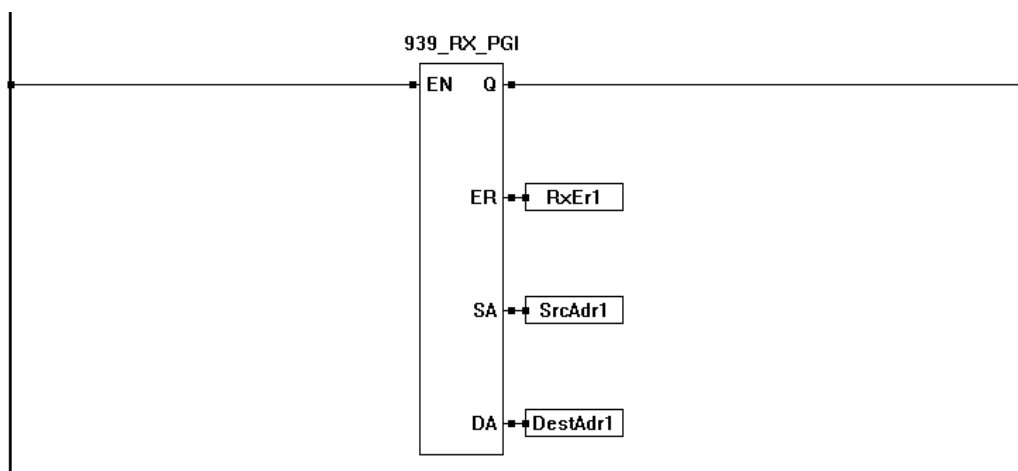 939_RX_PGI
EN Q
ER RxEr1
SA SrcAdr1
DA DestAdr1